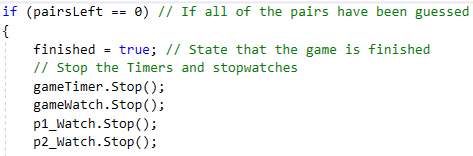 if (pairsLeft == 0) // If all of the pairs have been guessed
{
finished = true; // State that the game is finished
// Stop the Timers and stopwatches
gameTimer.Stop();
gameWatch.Stop();
p1_Watch.Stop();
p2_Watch.Stop();